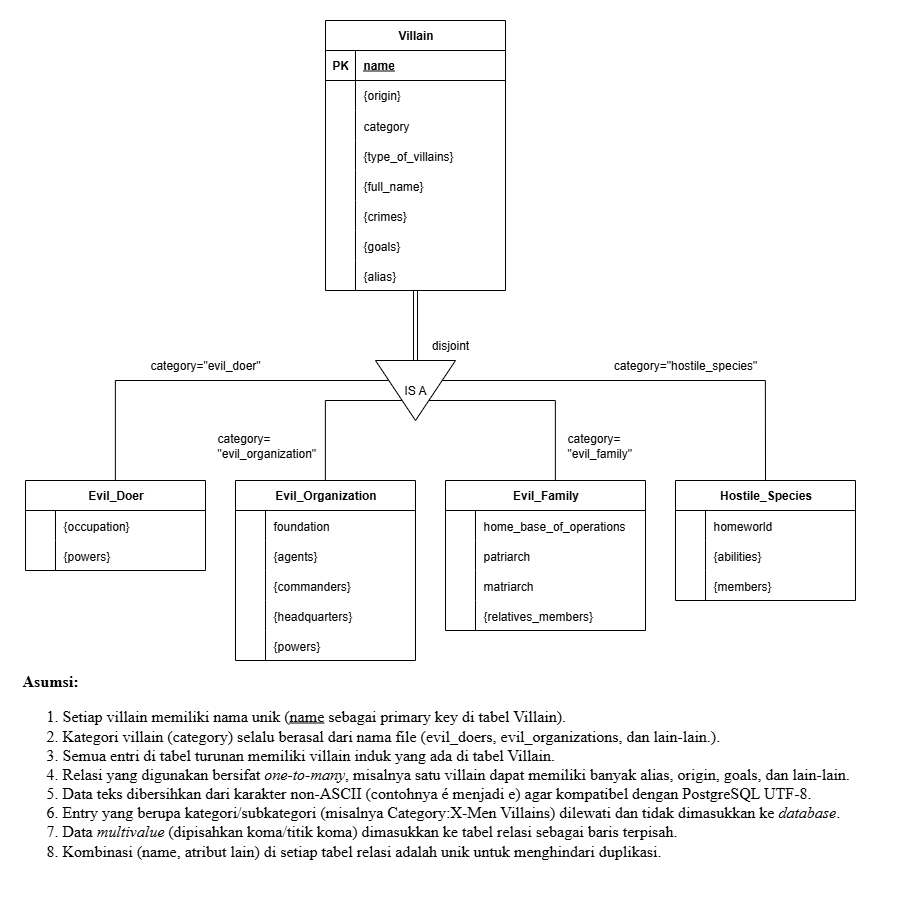 Villain
PK name
{origin}
category
{type_of_villains}
{full_name}
{crimes}
{goals}
{alias}
disjoint
category="evil_doer"
category="hostile_species"
IS A
category=
"evil_organization"
category=
"evil_family"
Evil_Doer
{occupation}
{powers}
Evil_Organization
foundation
{agents}
{commanders}
{headquarters}
{powers}
Evil_Family
home_base_of_operations
patriarch
matriarch
{relatives_members}
Hostile_Species
homeworld
{abilities}
{members}
Asumsi:
1. Setiap villain memiliki nama unik (name sebagai primary key di tabel Villain).
2. Kategori villain (category) selalu berasal dari nama file (evil_doers, evil_organizations, dan lain-lain.).
3. Semua entri di tabel turunan memiliki villain induk yang ada di tabel Villain.
4. Relasi yang digunakan bersifat one-to-many, misalnya satu villain dapat memiliki banyak alias, origin, goals, dan lain-lain.
5. Data teks dibersihkan dari karakter non-ASCII (contohnya é menjadi e) agar kompatibel dengan PostgreSQL UTF-8.
6. Entry yang berupa kategori/subkategori (misalnya Category:X-Men Villains) dilewati dan tidak dimasukkan ke database.
7. Data multivalue (dipisahkan koma/titik koma) dimasukkan ke tabel relasi sebagai baris terpisah.
8. Kombinasi (name, atribut lain) di setiap tabel relasi adalah unik untuk menghindari duplikasi.